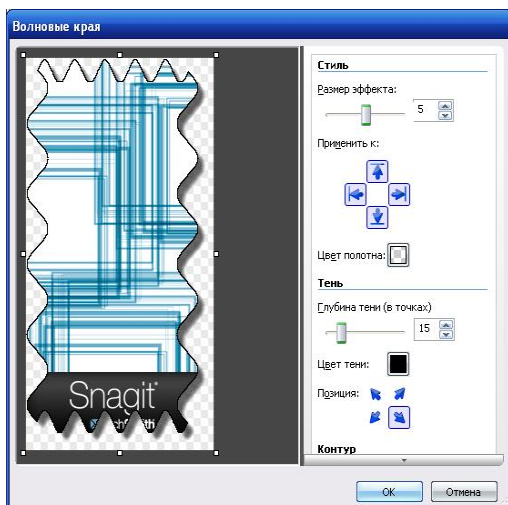 Волновые края
Стиль
Размер эффекта:
5
Применить к:
Цвет полотна:
Тень
Глубина тени (в точках)
15
Цвет тени:
Позиция:
Контур
Snagit
OK
Отмена